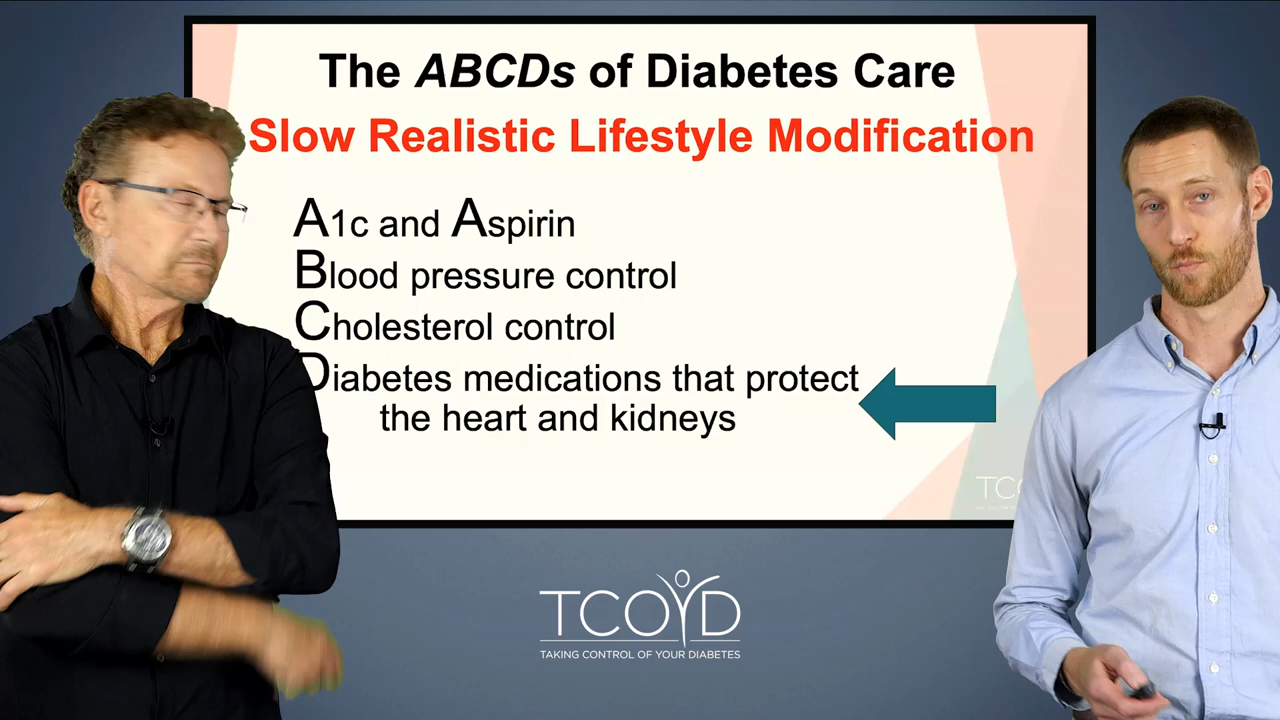 The ABCDs of Diabetes Care
Slow Realistic Lifestyle Modification
A1c and Aspirin
Blood pressure control
Cholesterol control
Diabetes medications that protect
the heart and kidneys
TCOYD
TAKING CONTROL OF YOUR DIABETES